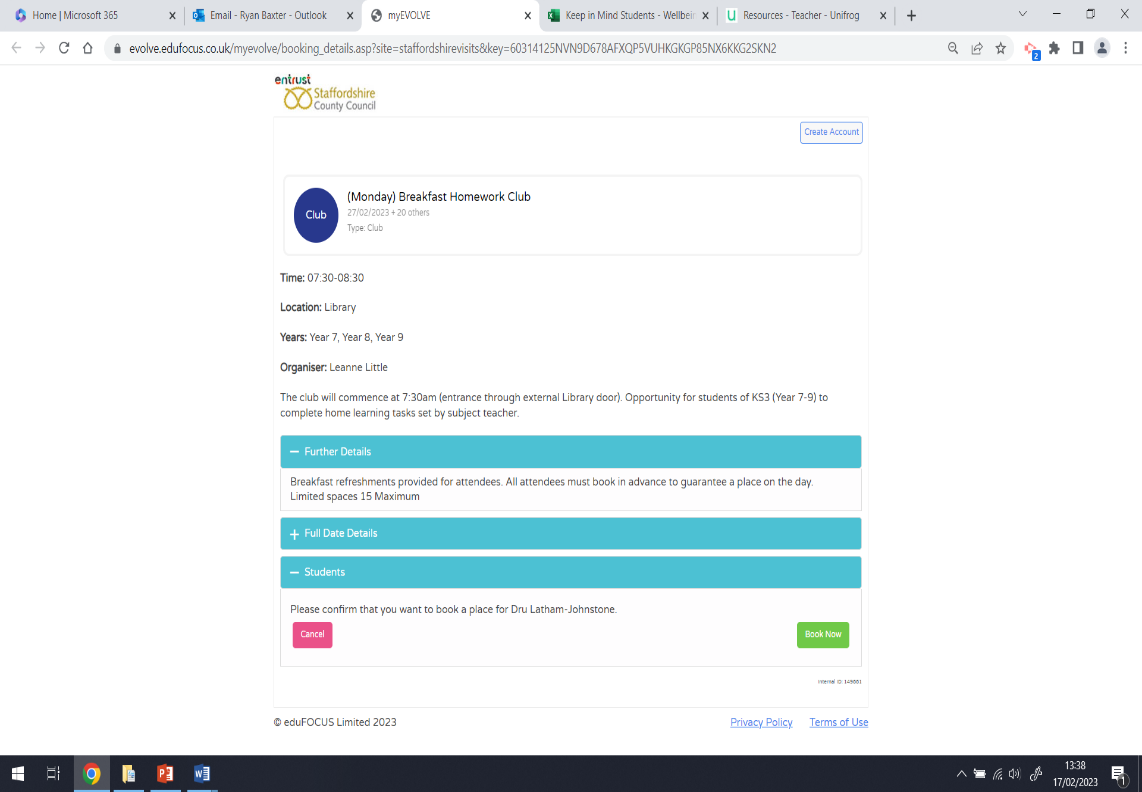 Home | Microsoft 365
Email - Ryan Baxter - Outlook
myEVOLVE
Keep in Mind Students - Wellbein
Resources - Teacher - Unifrog
evolve.edufocus.co.uk/myevolve/booking_details.asp?site=staffordshirevisits&key=60314125NVN9D678AFXQP5VUHKGKGP85NX6KKG2SKN2
2
entrust
Staffordshire
County Council
Create Account
Club
(Monday) Breakfast Homework Club
27/02/2023 + 20 others
Type: Club
Time: 07:30-08:30
Location: Library
Years: Year 7, Year 8, Year 9
Organiser: Leanne Little
The club will commence at 7:30am (entrance through external Library door). Opportunity for students of KS3 (Year 7-9) to
complete home learning tasks set by subject teacher.
Further Details
Breakfast refreshments provided for attendees. All attendees must book in advance to guarantee a place on the day.
Limited spaces 15 Maximum
Full Date Details
Students
Please confirm that you want to book a place for Dru Latham-Johnstone.
Cancel
Book Now
Internal ID:
© eduFOCUS Limited 2023
Privacy Policy
Terms of Use
13:38
17/02/2023
1